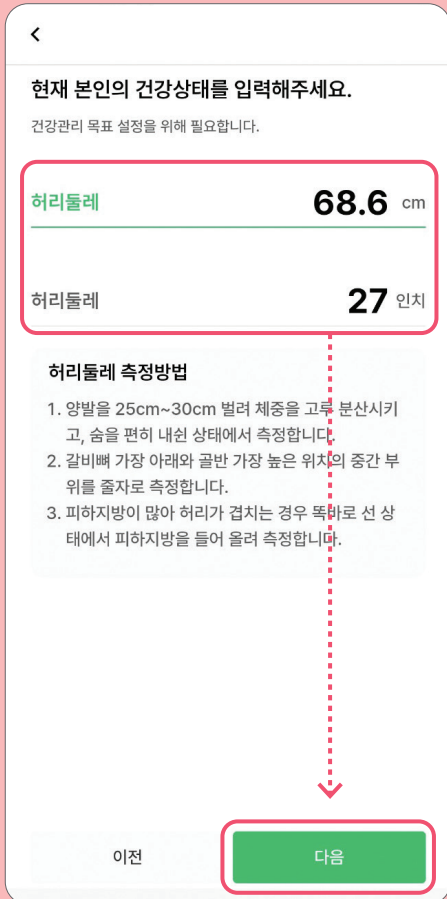 현재 본인의 건강상태를 입력해주세요.
건강관리 목표 설정을 위해 필요합니다.
허리둘레 68.6 cm
허리둘레 27 인치
허리둘레 측정방법
1. 양발을 25cm~30cm 벌려 체중을 고루 분산시키
고, 숨을 편히 내쉰 상태에서 측정합니다.
2. 갈비뼈 가장 아래와 골반 가장 높은 위치의 중간 부
위를 줄자로 측정합니다.
3. 피하지방이 많아 허리가 겹치는 경우 똑바로 선 상
태에서 피하지방을 들어 올려 측정합니다.
이전 다음